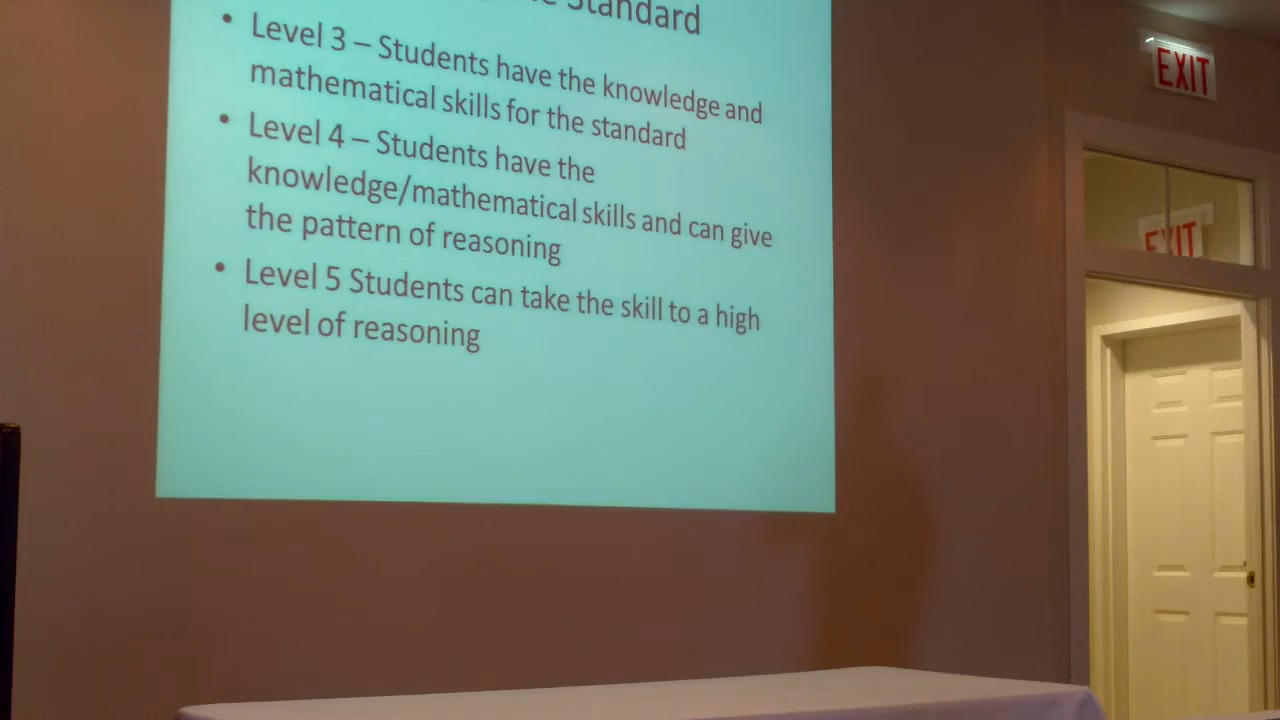 Standard
• Level 3 – Students have the knowledge and
mathematical skills for the standard
• Level 4 – Students have the
knowledge/mathematical skills and can give
the pattern of reasoning
• Level 5 Students can take the skill to a high
level of reasoning
EXIT
EXIT